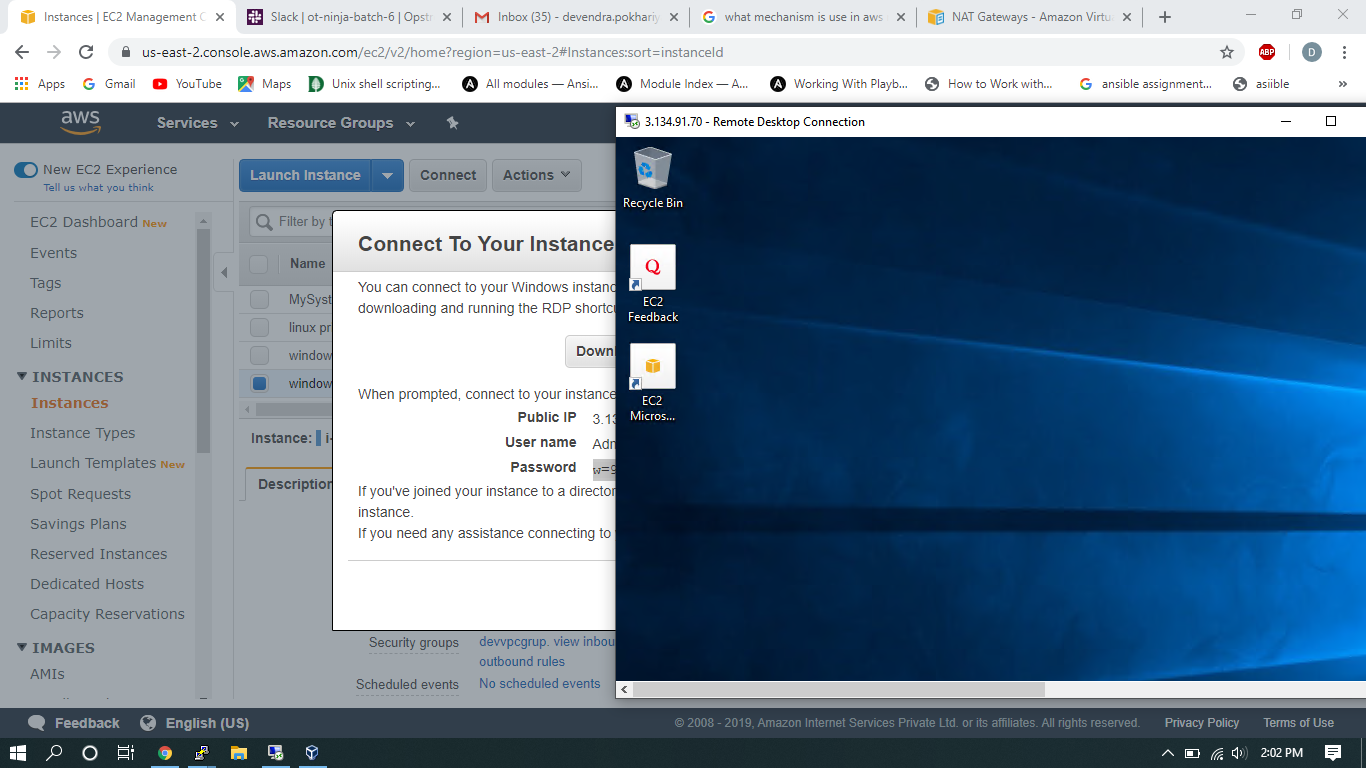 Instances | EC2 Management C
Slack | ot-ninja-batch-6 | Opstr
Inbox (35) - devendra.pokhariy
what mechanism is use in aws
NAT Gateways - Amazon Virtu
us-east-2.console.aws.amazon.com/ec2/v2/home?region=us-east-2#Instances:sort=instanceId
ABP
D
Apps
Gmail
YouTube
Maps
Unix shell scripting...
All modules — Ansi...
Module Index — A...
Working With Playb...
How to Work with...
ansible assignment...
asiible
aws
Services
Resource Groups
3.134.91.70 - Remote Desktop Connection
New EC2 Experience
Tell us what you think
Launch Instance
Connect
Actions
Recycle Bin
EC2 Dashboard New
Filter by t
Events
Connect To Your Instance
Name
Tags
You can connect to your Windows instanc
EC2
Feedback
MySyst
downloading and running the RDP shortcu
Reports
linux pr
Limits
window
Downl
INSTANCES
window
When prompted, connect to your instance
EC2
Micros...
Instances
Public IP 3.13
Instance Types
Instance: i-
User name Adm
Launch Templates New
Password w=9
Description
If you've joined your instance to a director
Spot Requests
instance.
Savings Plans
If you need any assistance connecting to
Reserved Instances
Dedicated Hosts
Capacity Reservations
IMAGES
Security groups devvpcgrup. view inbou
outbound rules
AMIs
Scheduled events No scheduled events
Feedback
English (US)
© 2008 - 2019, Amazon Internet Services Private Ltd. or its affiliates. All rights reserved.
Privacy Policy
Terms of Use
2:02 PM